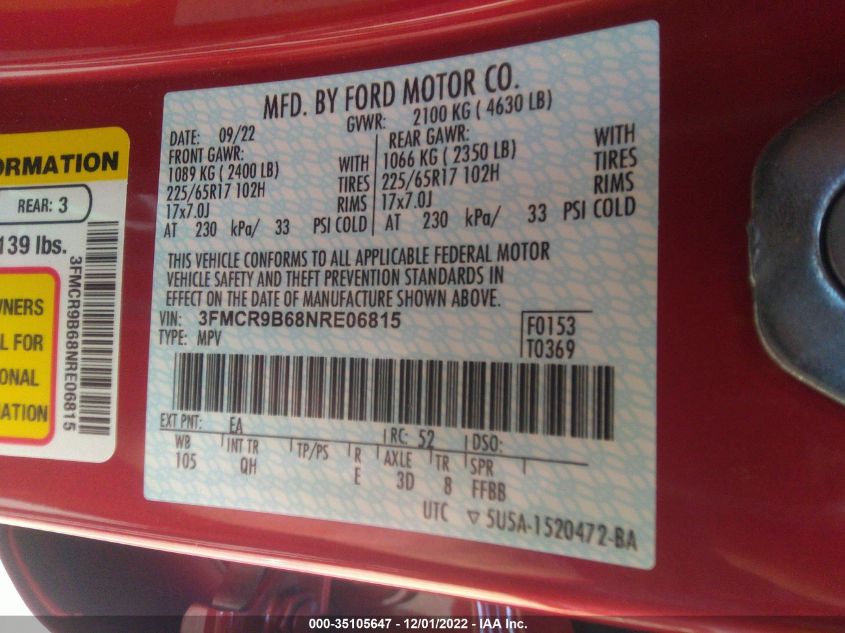 MFD. BY FORD MOTOR CO.
DATE: 09/22 GVWR: 2100 KG ( 4630 LB)
FRONT GAWR: WITH REAR GAWR: WITH
1089 KG ( 2400 LB) TIRES 1066 KG ( 2350 LB) TIRES
225/65R17 102H RIMS 225/65R17 102H RIMS
17x7.0J 17x7.0J
AT 230 kPa/ 33 PSI COLD AT 230 kPa/ 33 PSI COLD
THIS VEHICLE CONFORMS TO ALL APPLICABLE FEDERAL MOTOR
VEHICLE SAFETY AND THEFT PREVENTION STANDARDS IN
EFFECT ON THE DATE OF MANUFACTURE SHOWN ABOVE.
VIN: 3FMCR9B68NRE06815 F0153
TYPE: MPV T0369
EXT PNT: EA RC: 52 DSO:
WB INT TR TP/PS R AXLE TR SPR
105 QH E 3D 8 FFBB
UTC ▽ 5U5A-1520472-BA
ORMATION
REAR: 3
139 lbs.
WNERS
L FOR
ONAL
ATION
3FMCR9B68NRE06815
000-35105647 - 12/01/2022 - IAA Inc.